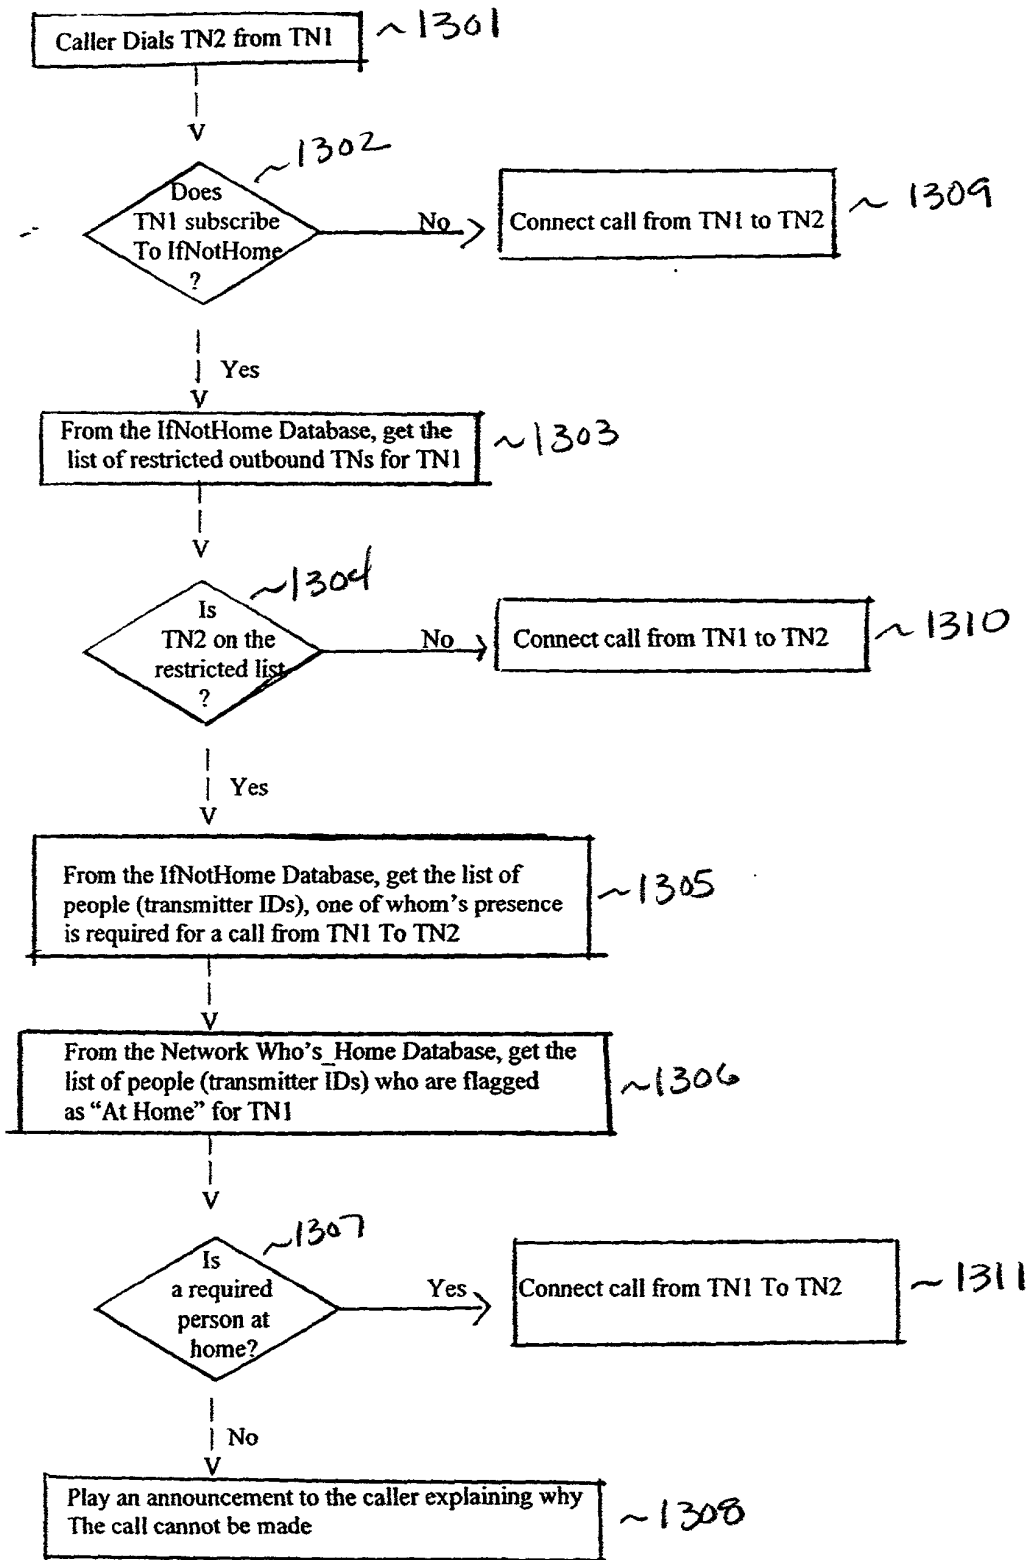 Caller Dials TN2 from TN1
~1301
~1302
Does
TN1 subscribe
To IfNotHome
?
No
Connect call from TN1 to TN2
~1309
Yes
From the IfNotHome Database, get the
list of restricted outbound TNs for TN1
~1303
~1304
Is
TN2 on the
restricted list
?
No
Connect call from TN1 to TN2
~1310
Yes
From the IfNotHome Database, get the list of
people (transmitter IDs), one of whom's presence
is required for a call from TN1 To TN2
~1305
From the Network Who's_Home Database, get the
list of people (transmitter IDs) who are flagged
as “At Home” for TN1
~1306
~1307
Is
a required
person at
home?
Yes
Connect call from TN1 To TN2
~1311
No
Play an announcement to the caller explaining why
The call cannot be made
~1308